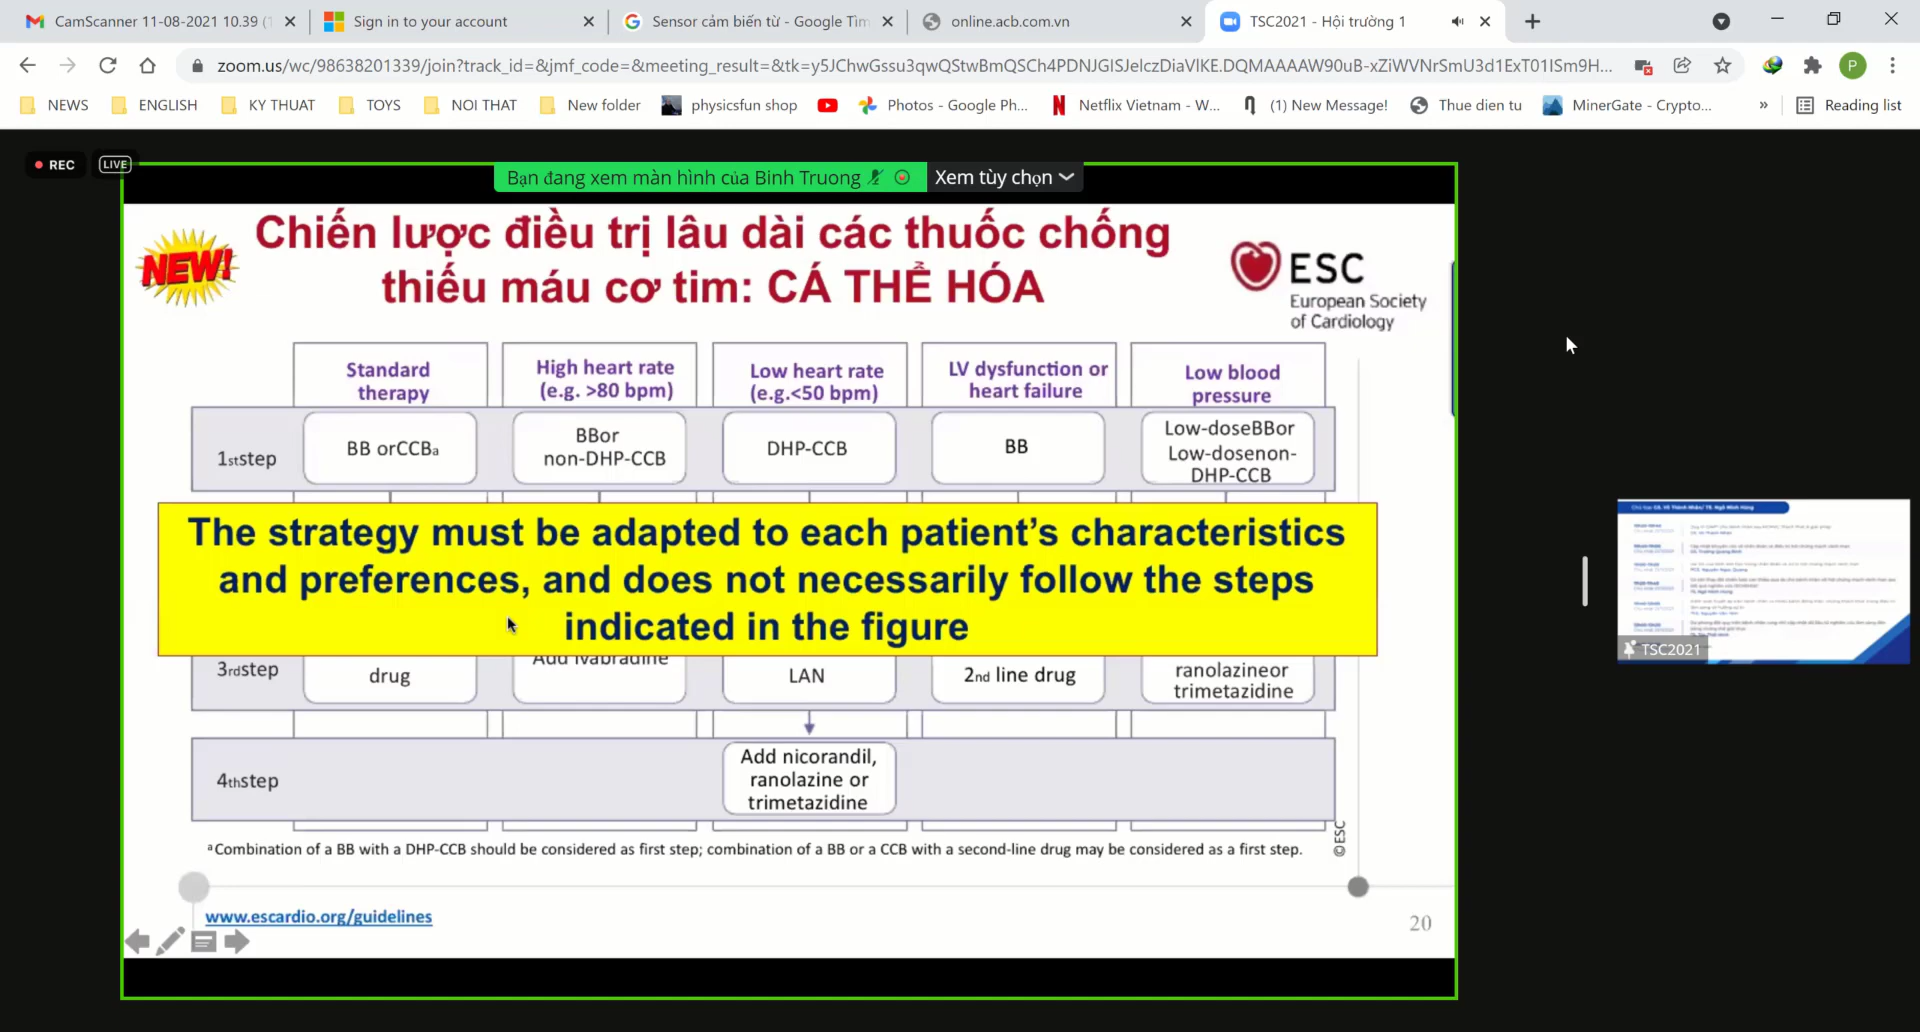 CamScanner 11-08-2021 10.39 (1
Sign in to your account
Sensor cảm biến từ - Google Tìm
online.acb.com.vn
TSC2021 - Hội trường 1
zoom.us/wc/98638201339/join?track_id=&jmf_code=&meeting_result=&tk=
NEWS
ENGLISH
KY THUAT
TOYS
NOI THAT
New folder
physicsfun shop
Photos - Google Ph...
Netflix Vietnam - W...
(1) New Message!
Thue dien tu
MinerGate - Crypto...
»
Reading list
P
REC
LIVE
Bạn đang xem màn hình của Binh Truong
Xem tùy chọn
NEW!
Chiến lược điều trị lâu dài các thuốc chống
thiếu máu cơ tim: CÁ THỂ HÓA
ESC
European Society
of Cardiology
Standard
therapy
High heart rate
(e.g. >80 bpm)
Low heart rate
(e.g.<50 bpm)
LV dysfunction or
heart failure
Low blood
pressure
1ststep
BB orCCBa
BBor
non-DHP-CCB
DHP-CCB
BB
Low-doseBBor
Low-dosenon-
DHP-CCB
The strategy must be adapted to each patient’s characteristics
and preferences, and does not necessarily follow the steps
indicated in the figure
3rdstep
drug
Add ivabradine
LAN
2nd line drug
ranolazineor
trimetazidine
4thstep
Add nicorandil,
ranolazine or
trimetazidine
©ESC
aCombination of a BB with a DHP-CCB should be considered as first step; combination of a BB or a CCB with a second-line drug may be considered as a first step.
www.escardio.org/guidelines
20
TSC2021